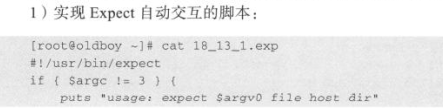 1）实现 Expect 自动交互的脚本：
[root@oldboy ~]# cat 18_13_1.exp
#!/usr/bin/expect
if { $argc != 3 } {
    puts "usage: expect $argv0 file host dir"